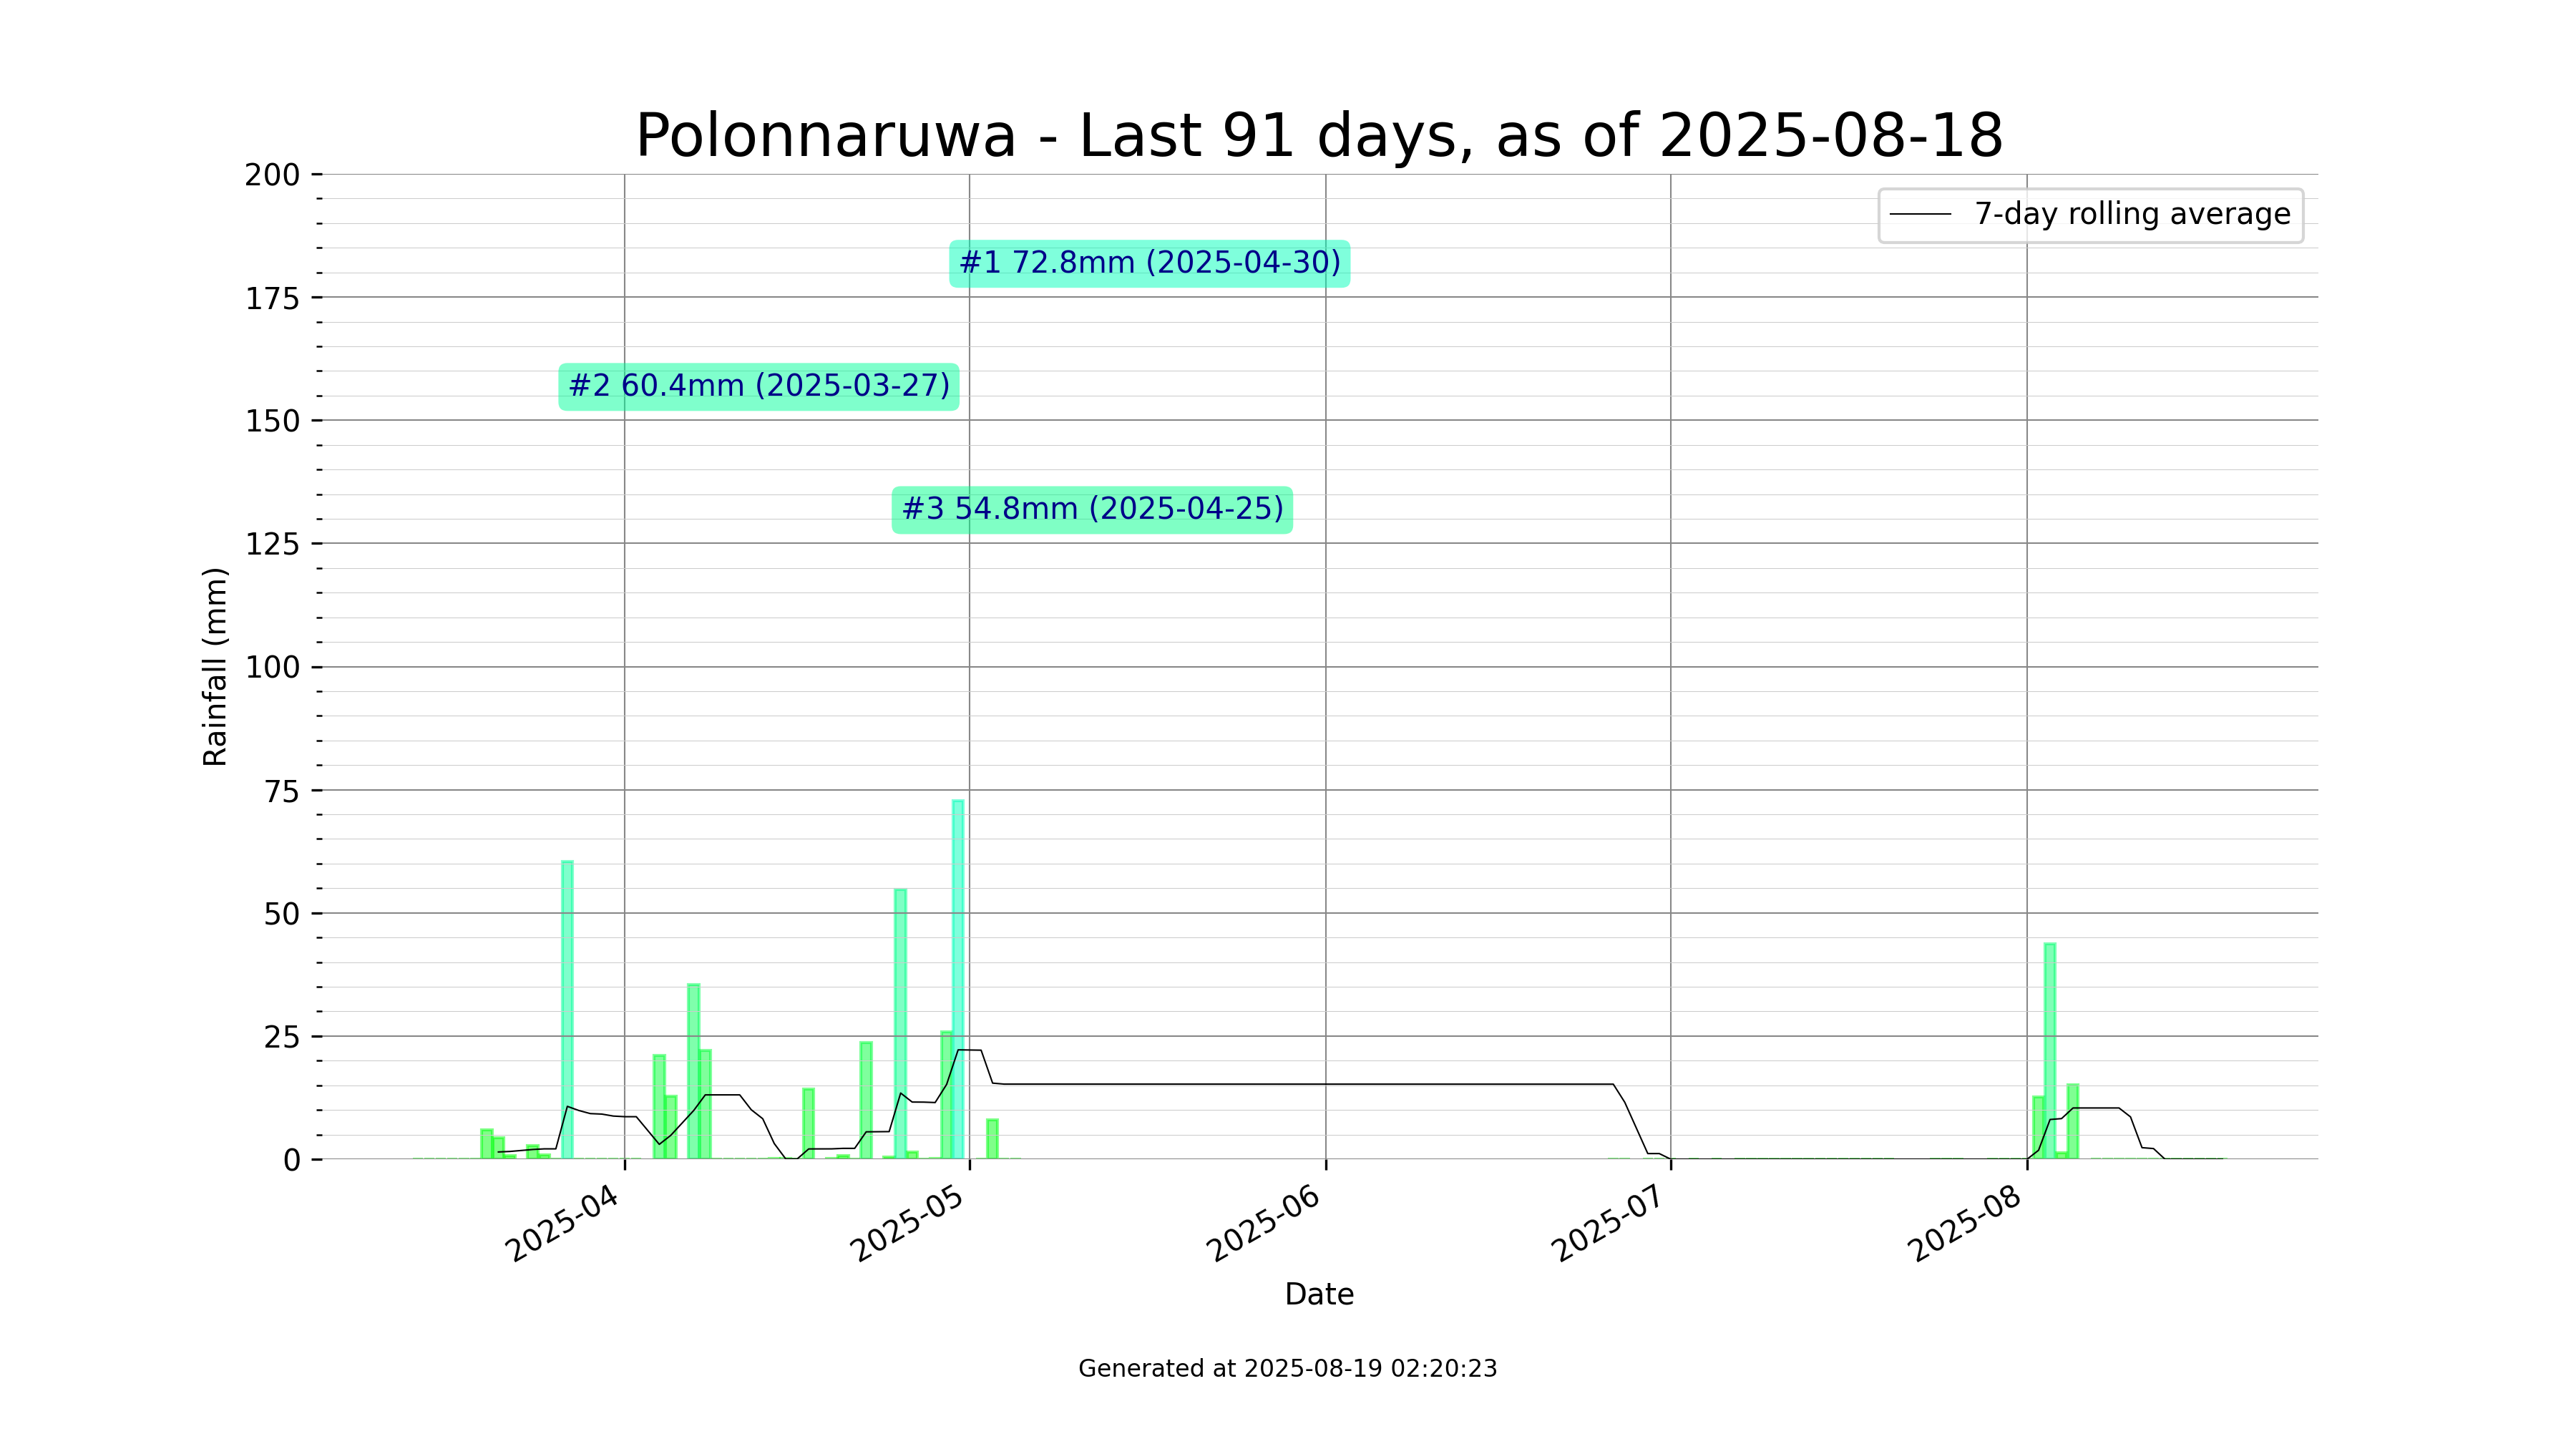 Polonnaruwa - Last 91 days, as of 2025-08-18
200
7-day rolling average
#1 72.8mm (2025-04-30)
175
#2 60.4mm (2025-03-27)
150
#3 54.8mm (2025-04-25)
125
Rainfall (mm)
100
75
50
25
0
2025-04
2025-05
2025-06
2025-07
2025-08
Date
Generated at 2025-08-19 02:20:23